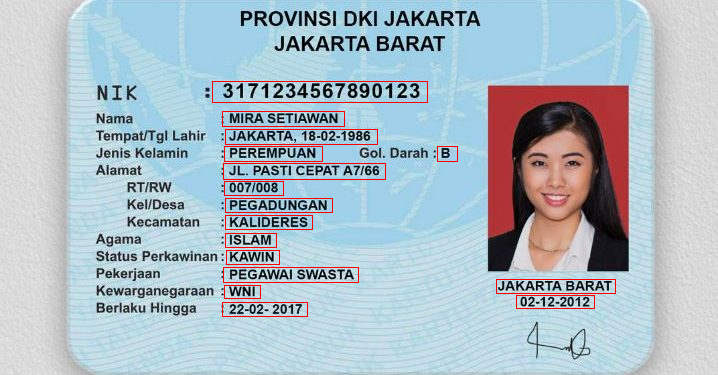 PROVINSI DKI JAKARTA
JAKARTA BARAT
NIK : 3171234567890123
Nama : MIRA SETIAWAN
Tempat/Tgl Lahir : JAKARTA, 18-02-1986
Jenis Kelamin : PEREMPUAN Gol. Darah : B
Alamat : JL. PASTI CEPAT A7/66
RT/RW : 007/008
Kel/Desa : PEGADUNGAN
Kecamatan : KALIDERES
Agama : ISLAM
Status Perkawinan : KAWIN
Pekerjaan : PEGAWAI SWASTA
Kewarganegaraan : WNI
Berlaku Hingga : 22-02- 2017
JAKARTA BARAT
02-12-2012